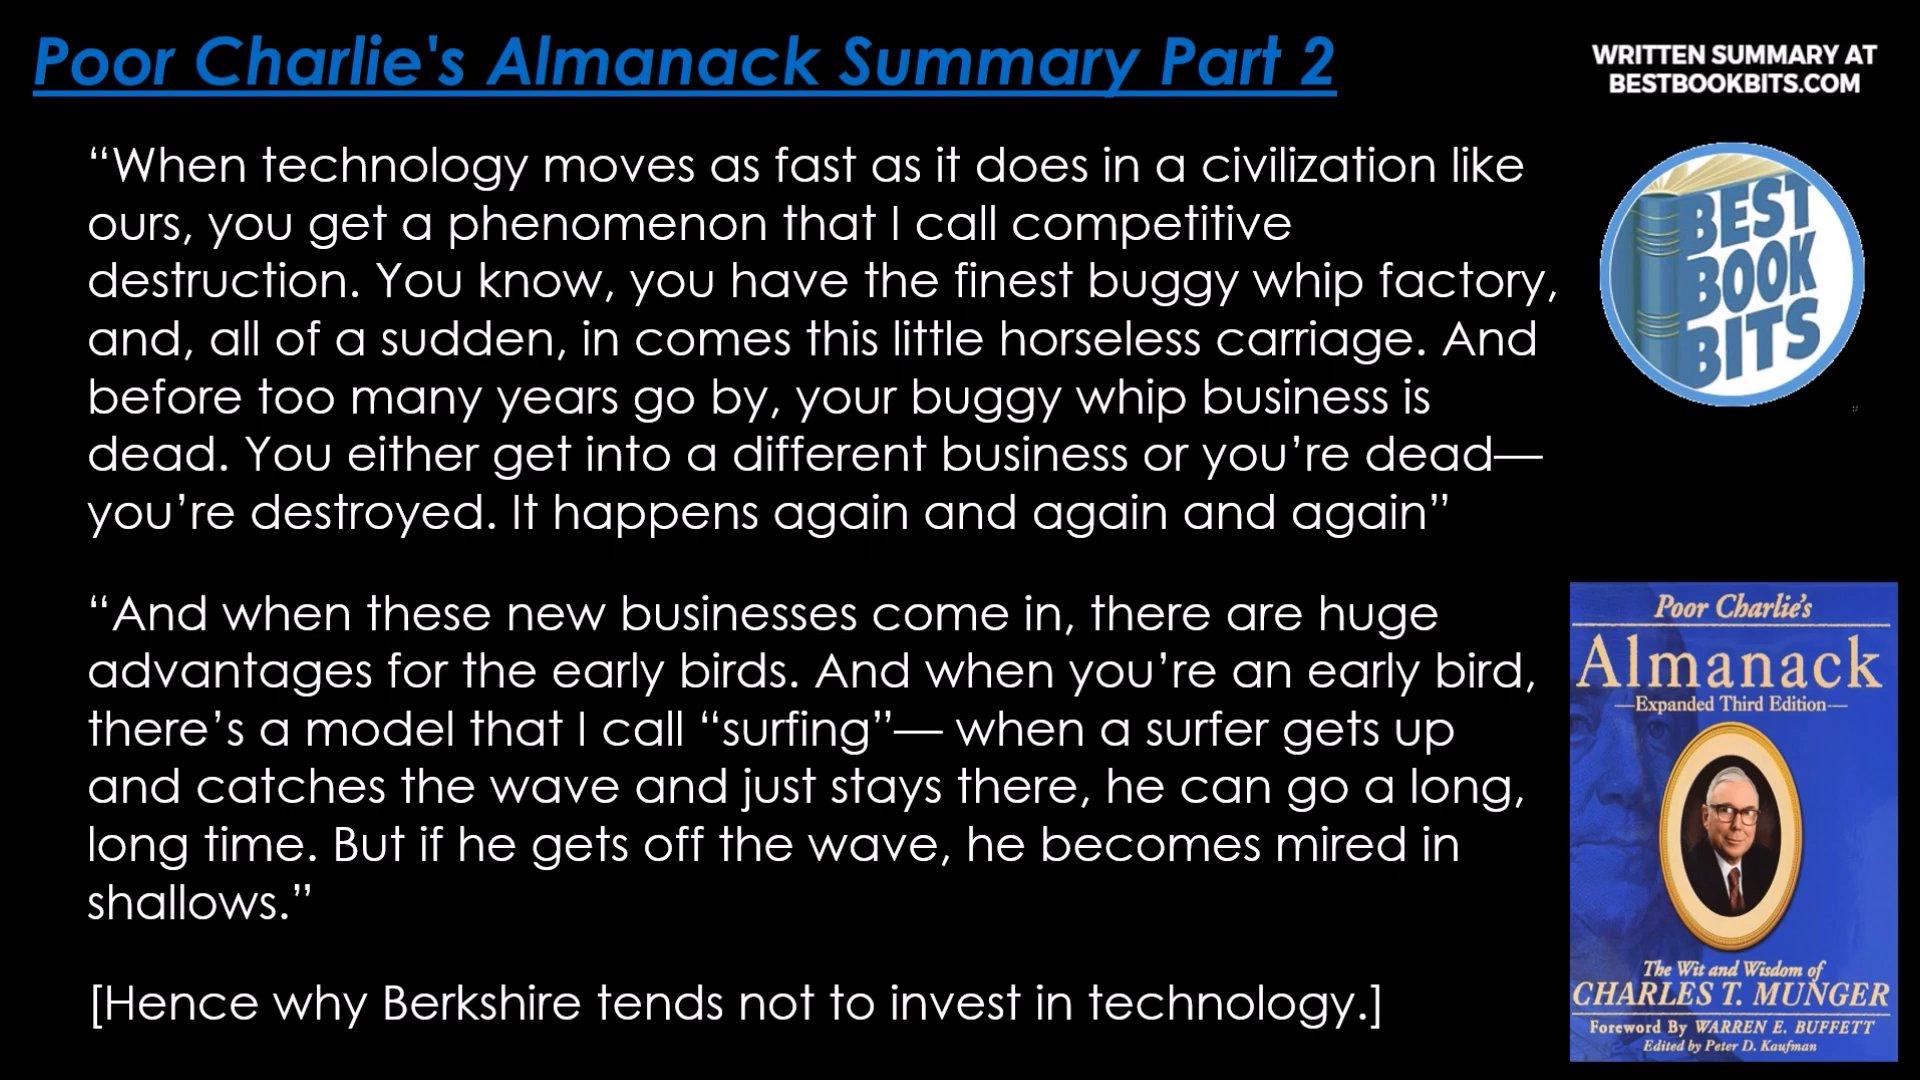 Poor Charlie's Almanack Summary Part 2
WRITTEN SUMMARY AT
BESTBOOKBITS.COM
“When technology moves as fast as it does in a civilization like
ours, you get a phenomenon that I call competitive
destruction. You know, you have the finest buggy whip factory,
and, all of a sudden, in comes this little horseless carriage. And
before too many years go by, your buggy whip business is
dead. You either get into a different business or you’re dead—
you’re destroyed. It happens again and again and again”
“And when these new businesses come in, there are huge
advantages for the early birds. And when you’re an early bird,
there’s a model that I call “surfing”— when a surfer gets up
and catches the wave and just stays there, he can go a long,
long time. But if he gets off the wave, he becomes mired in
shallows.”
[Hence why Berkshire tends not to invest in technology.]
BEST
BOOK
BITS
Poor Charlie's
Almanack
—Expanded Third Edition—
The Wit and Wisdom of
CHARLES T. MUNGER
Foreword By WARREN E. BUFFETT
Edited by Peter D. Kaufman